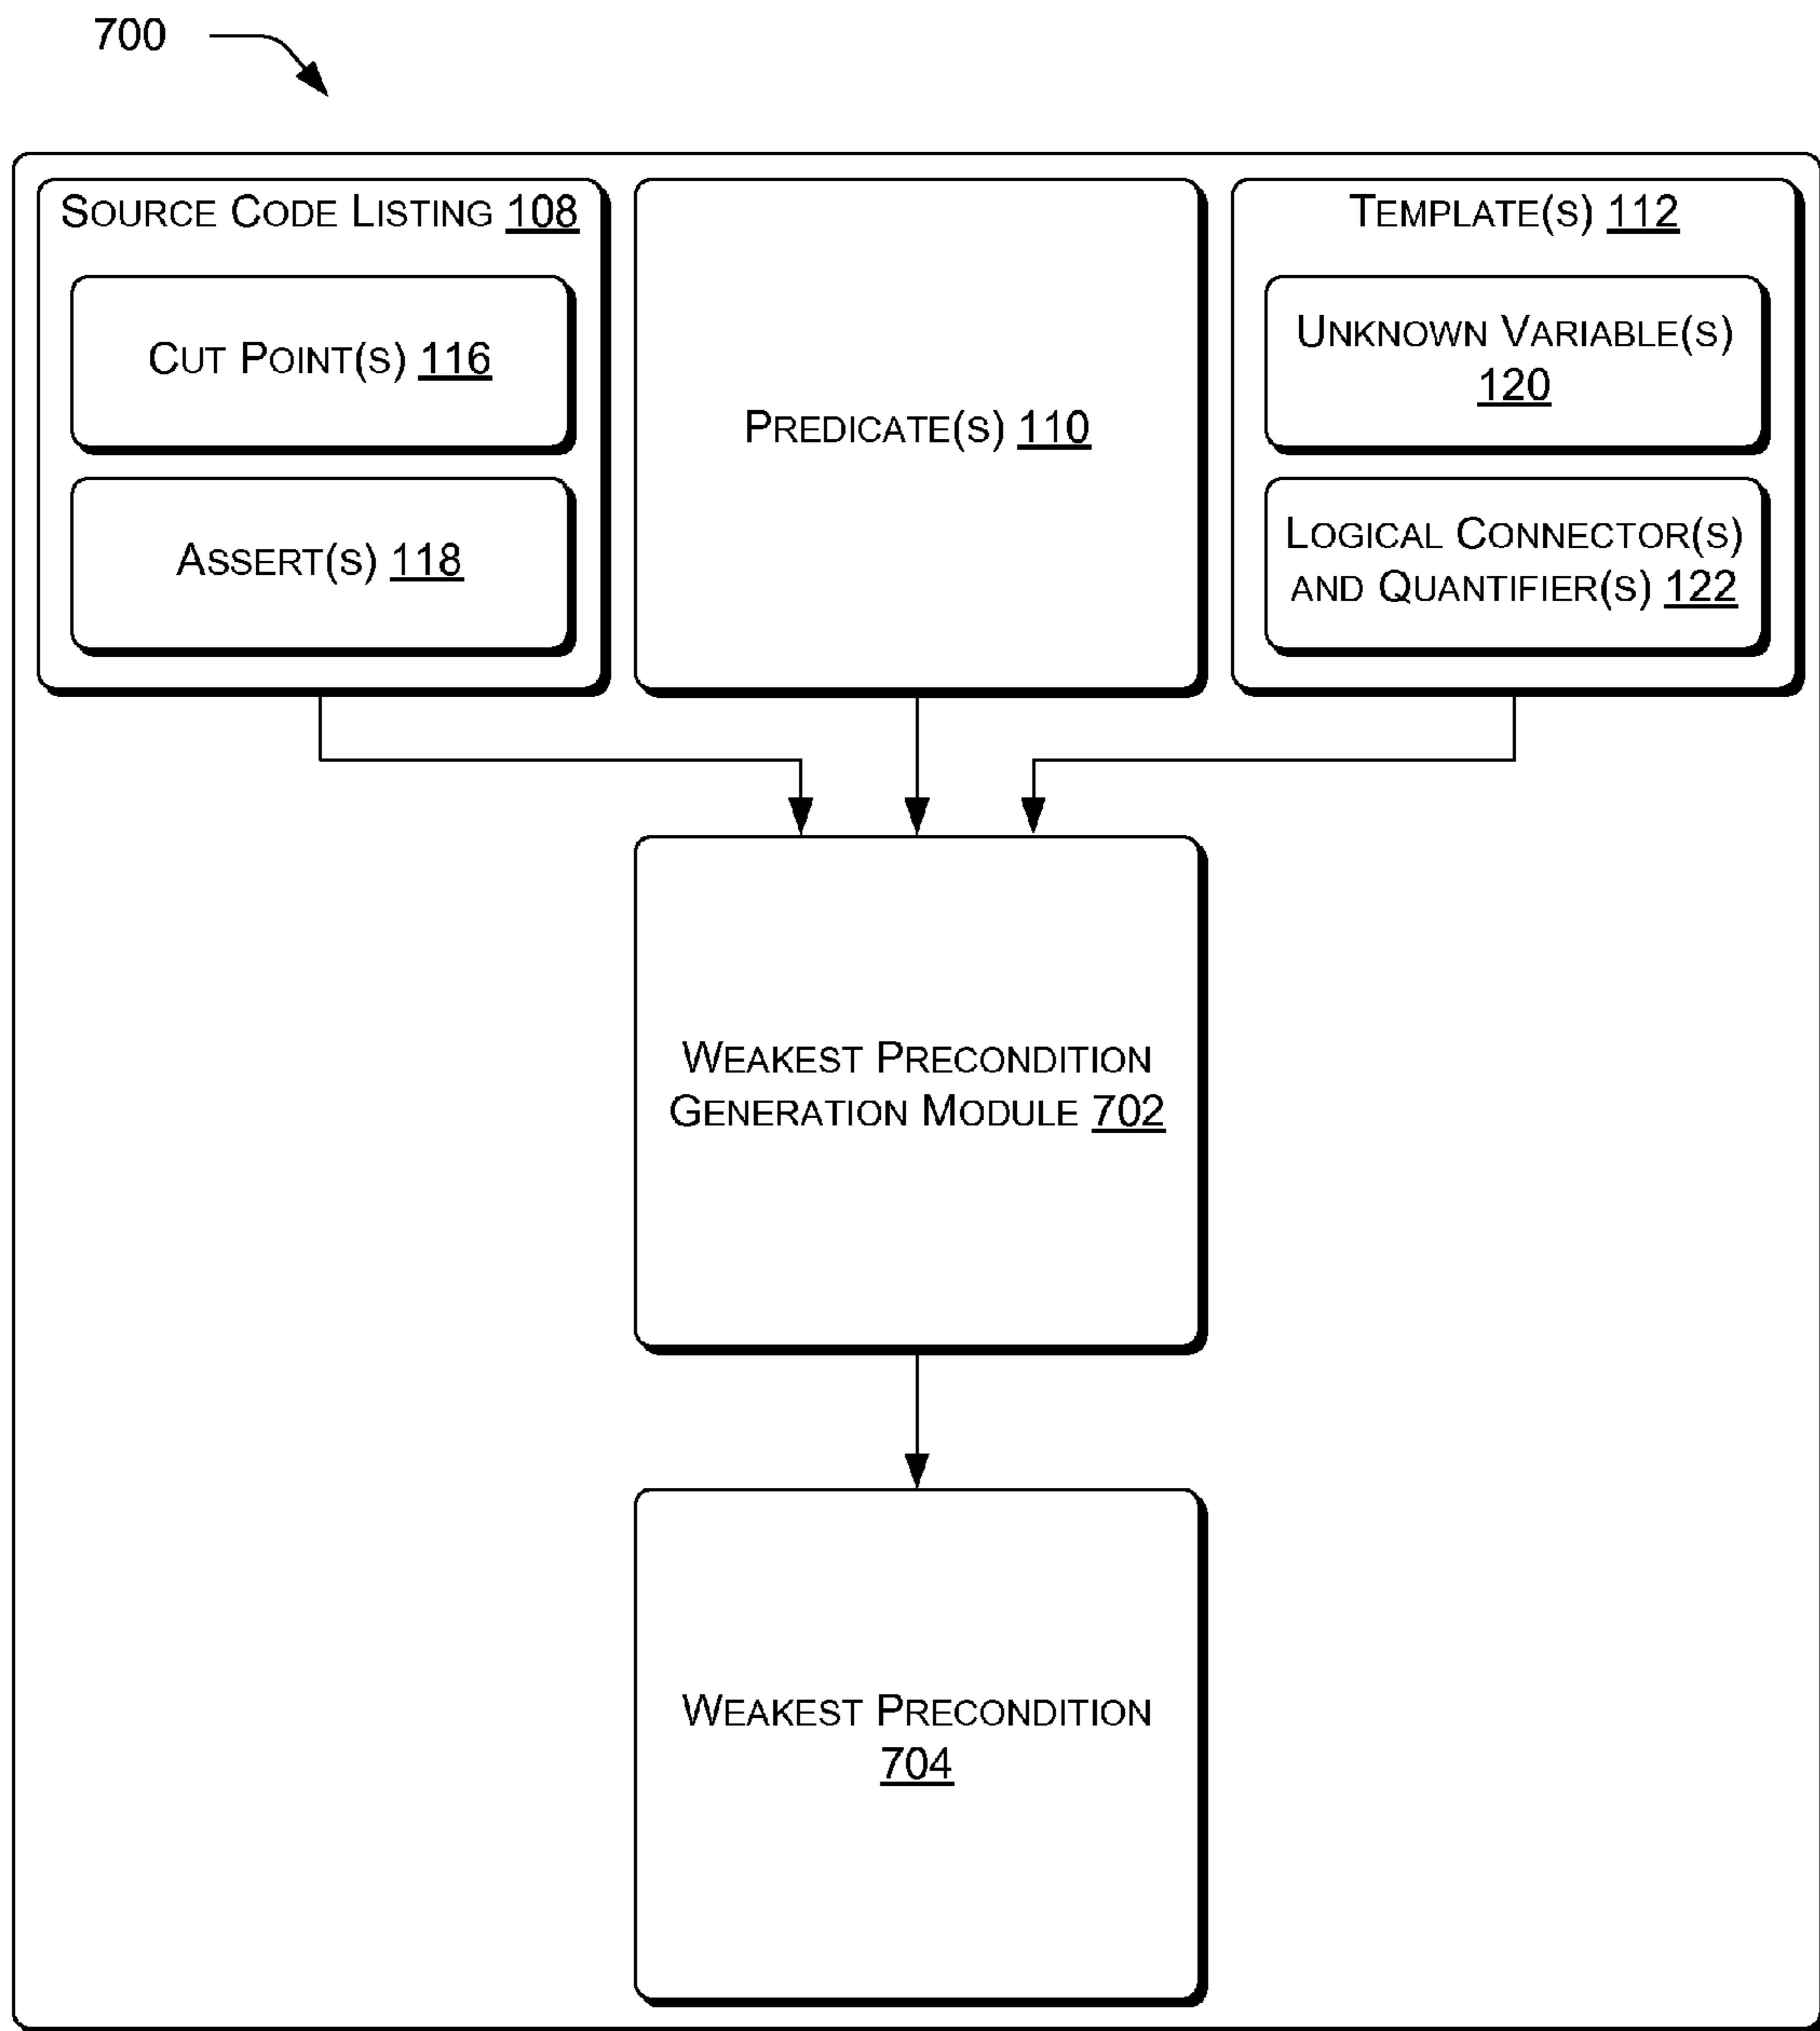 700
SOURCE CODE LISTING 108
CUT POINT(S) 116
ASSERT(S) 118
PREDICATE(S) 110
TEMPLATE(S) 112
UNKNOWN VARIABLE(S)
120
LOGICAL CONNECTOR(S)
AND QUANTIFIER(S) 122
WEAKEST PRECONDITION
GENERATION MODULE 702
WEAKEST PRECONDITION
704